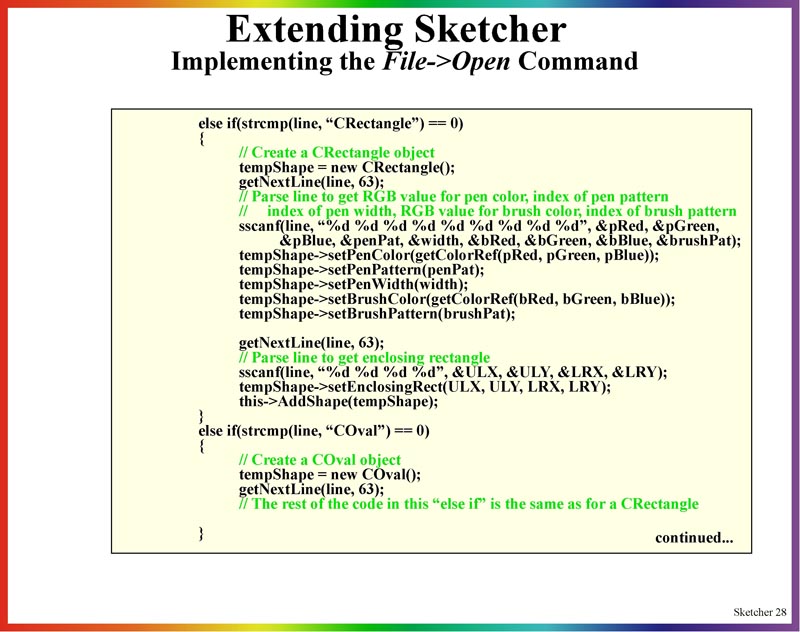 Extending Sketcher
Implementing the File->Open Command
else if(strcmp(line, “CRectangle”) == 0)
{
// Create a CRectangle object
tempShape = new CRectangle();
getNextLine(line, 63);
// Parse line to get RGB value for pen color, index of pen pattern
// index of pen width, RGB value for brush color, index of brush pattern
sscanf(line, “%d %d %d %d %d %d %d %d %d”, &pRed, &pGreen,
&pBlue, &penPat, &width, &bRed, &bGreen, &bBlue, &brushPat);
tempShape->setPenColor(getColorRef(pRed, pGreen, pBlue));
tempShape->setPenPattern(penPat);
tempShape->setPenWidth(width);
tempShape->setBrushColor(getColorRef(bRed, bGreen, bBlue));
tempShape->setBrushPattern(brushPat);
getNextLine(line, 63);
// Parse line to get enclosing rectangle
sscanf(line, “%d %d %d %d”, &ULX, &ULY, &LRX, &LRY);
tempShape->setEnclosingRect(ULX, ULY, LRX, LRY);
this->AddShape(tempShape);
}
else if(strcmp(line, “COval”) == 0)
{
// Create a COval object
tempShape = new COval();
getNextLine(line, 63);
// The rest of the code in this “else if” is the same as for a CRectangle
}
continued...
Sketcher 28